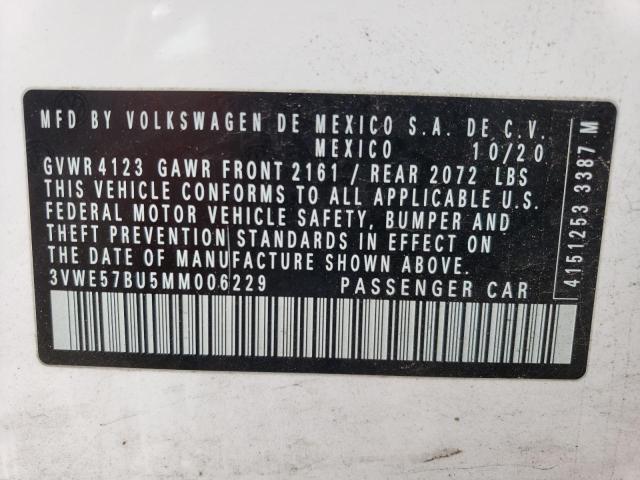 MFD BY VOLKSWAGEN DE MEXICO S.A. DE C.V.
MEXICO 10/20
GVWR 4123 GAWR FRONT 2161 / REAR 2072 LBS
THIS VEHICLE CONFORMS TO ALL APPLICABLE U.S.
FEDERAL MOTOR VEHICLE SAFETY, BUMPER AND
THEFT PREVENTION STANDARDS IN EFFECT ON
THE DATE OF MANUFACTURE SHOWN ABOVE.
3VWE57BU5MM006229 PASSENGER CAR
4151253 3387 M